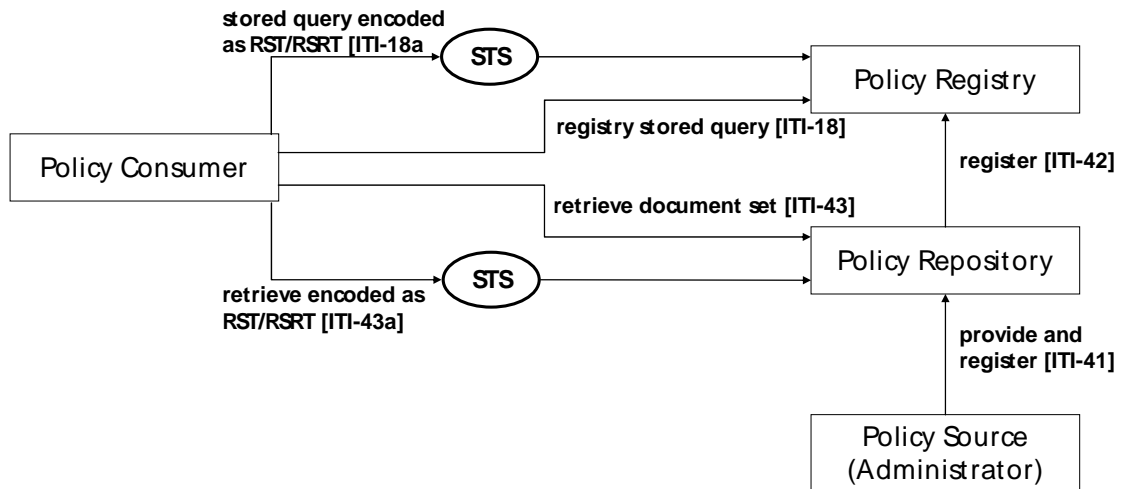 stored query encoded
as RST/RSRT [ITI-18a
STS
Policy Registry
registry stored query [ITI-18]
Policy Consumer
register [ITI-42]
retrieve document set [ITI-43]
Policy Repository
STS
retrieve encoded as
RST/RSRT [ITI-43a]
provide and
register [ITI-41]
Policy Source
(Administrator)